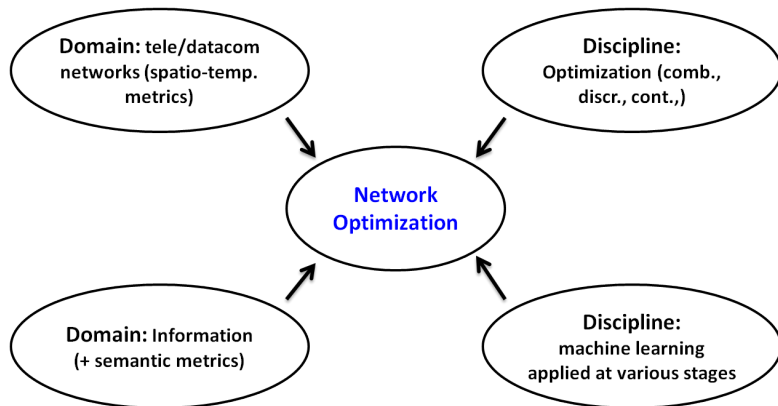 Domain: tele/datacom
networks (spatio-temp.
metrics)
Discipline:
Optimization (comb.,
discr., cont.,)
Network
Optimization
Domain: Information
(+ semantic metrics)
Discipline:
machine learning
applied at various stages